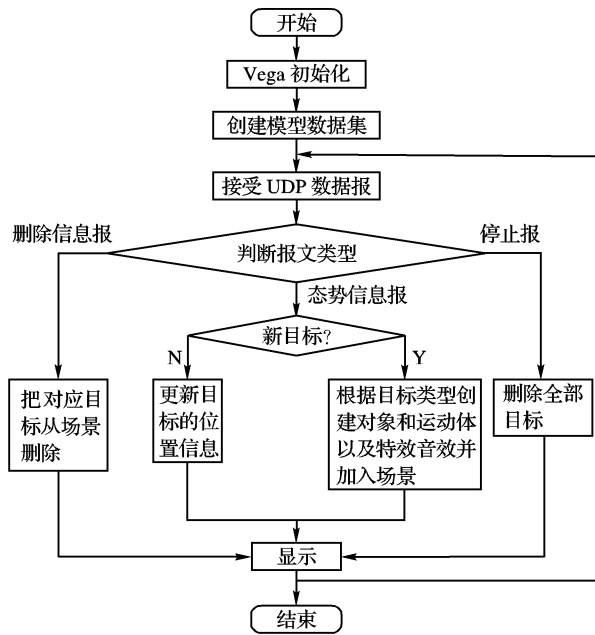 开始
Vega 初始化
创建模型数据集
接受 UDP 数据报
删除信息报
判断报文类型
停止报
态势信息报
新目标?
N
Y
把对应目
标从场景
删除
更新目
标的位
置信息
根据目标类型创
建对象和运动体
以及特效音效并
加入场景
删除全部
目标
显示
结束